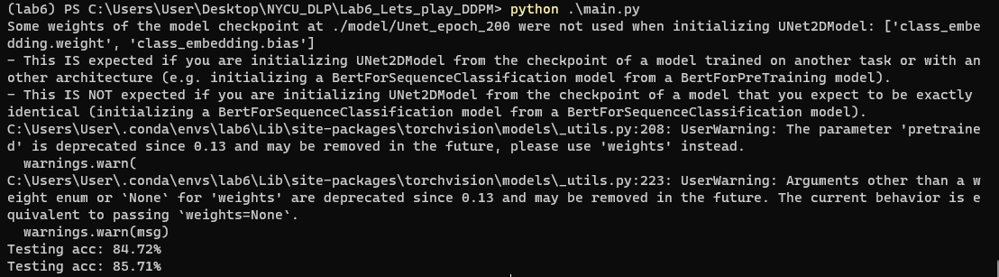 (lab6) PS C:\Users\User\Desktop\NYCU_DLP\Lab6_Lets_play_DDPM> python .\main.py
Some weights of the model checkpoint at ./model/Unet_epoch_200 were not used when initializing UNet2DModel: ['class_embe
dding.weight', 'class_embedding.bias']
- This IS expected if you are initializing UNet2DModel from the checkpoint of a model trained on another task or with an
other architecture (e.g. initializing a BertForSequenceClassification model from a BertForPreTraining model).
- This IS NOT expected if you are initializing UNet2DModel from the checkpoint of a model that you expect to be exactly
identical (initializing a BertForSequenceClassification model from a BertForSequenceClassification model).
C:\Users\User\.conda\envs\lab6\Lib\site-packages\torchvision\models\_utils.py:208: UserWarning: The parameter 'pretraine
d' is deprecated since 0.13 and may be removed in the future, please use 'weights' instead.
  warnings.warn(
C:\Users\User\.conda\envs\lab6\Lib\site-packages\torchvision\models\_utils.py:223: UserWarning: Arguments other than a w
eight enum or `None` for 'weights' are deprecated since 0.13 and may be removed in the future. The current behavior is e
quivalent to passing `weights=None`.
  warnings.warn(msg)
Testing acc: 84.72%
Testing acc: 85.71%